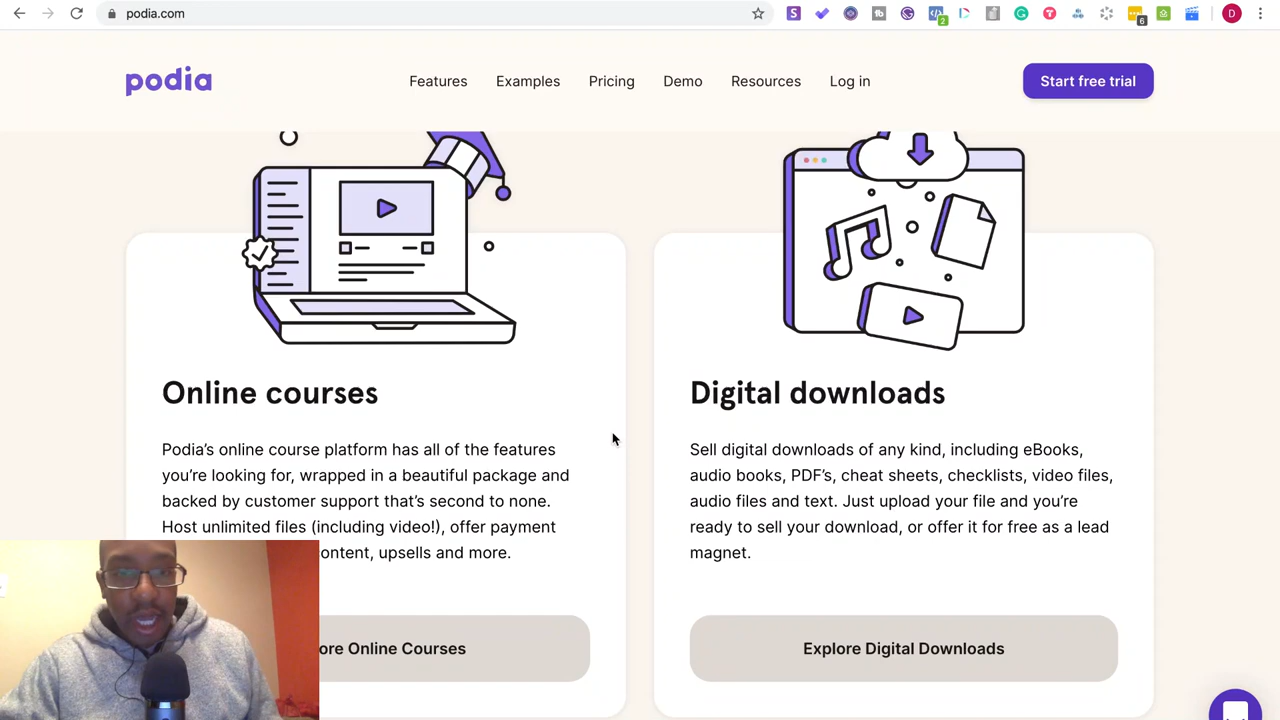 podia.com
2
6
D
podia
Features
Examples
Pricing
Demo
Resources
Log in
Start free trial
Online courses
Podia’s online course platform has all of the features
you’re looking for, wrapped in a beautiful package and
backed by customer support that’s second to none.
Host unlimited files (including video!), offer payment
ontent, upsells and more.
ore Online Courses
Digital downloads
Sell digital downloads of any kind, including eBooks,
audio books, PDF’s, cheat sheets, checklists, video files,
audio files and text. Just upload your file and you’re
ready to sell your download, or offer it for free as a lead
magnet.
Explore Digital Downloads